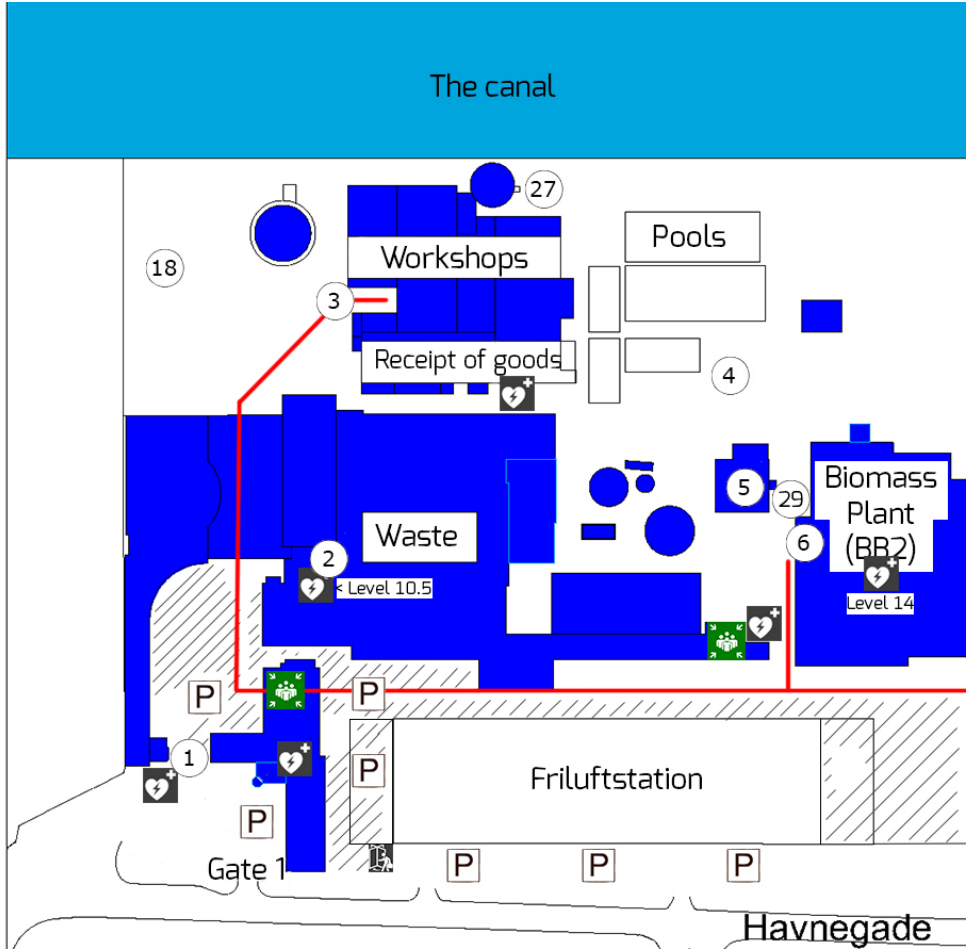 The canal
27
18
Pools
Workshops
3
Receipt of goods
4
5
29
Biomass
Plant
(BB2)
6
Waste
2
< Level 10.5
Level 14
P
P
1
P
Friluftstation
P
Gate 1
P
P
P
Havnegade